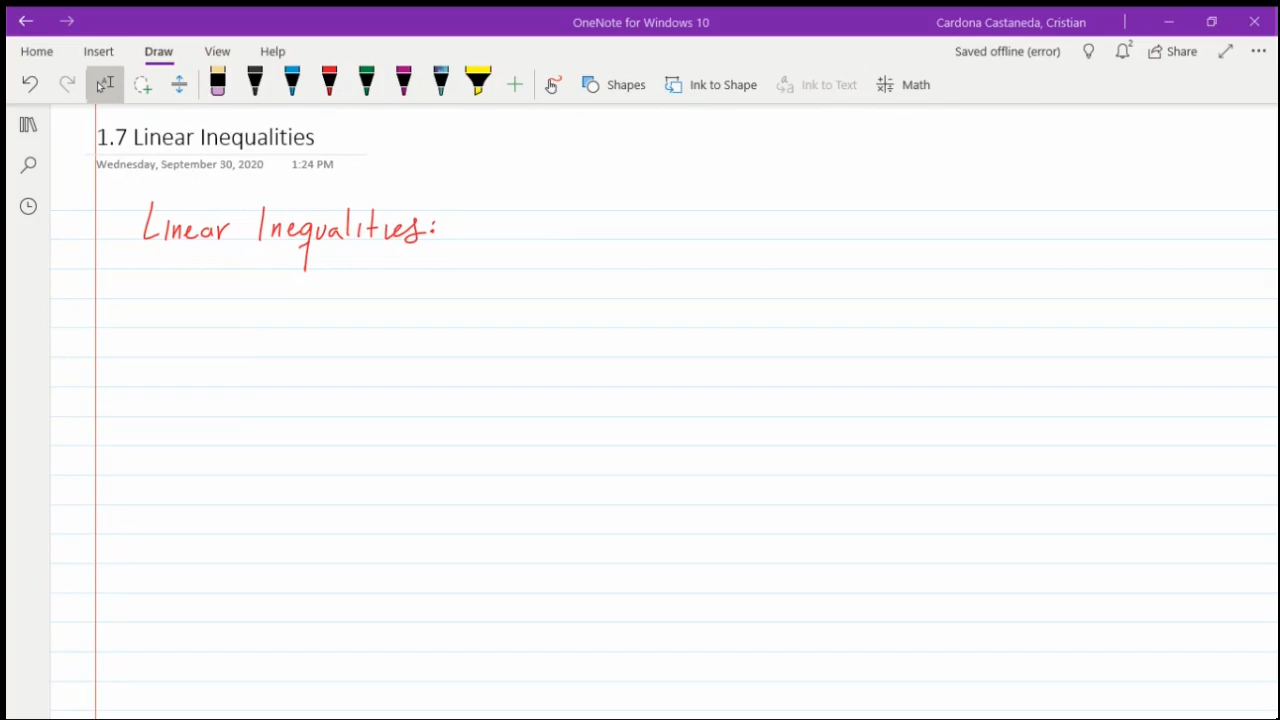 OneNote for Windows 10
Cardona Castaneda, Cristian
Home Insert Draw View Help
Saved offline (error)
2
Share
Shapes
Ink to Shape
Ink to Text
Math
1.7 Linear Inequalities
Wednesday, September 30, 2020 1:24 PM
Linear Inequalities: